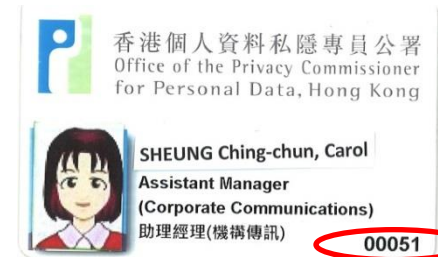 香港個人資料私隱專員公署
Office of the Privacy Commissioner
for Personal Data, Hong Kong
SHEUNG Ching-chun, Carol
Assistant Manager
(Corporate Communications)
助理經理(機構傳訊)
00051